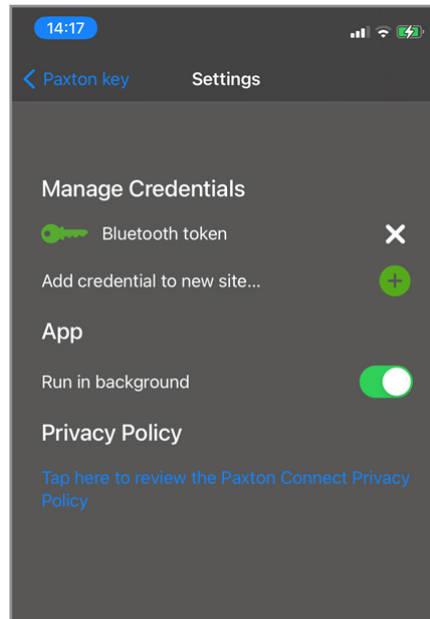 14:17
Paxton key
Settings
Manage Credentials
Bluetooth token
Add credential to new site...
App
Run in background
Privacy Policy
Tap here to review the Paxton Connect Privacy
Policy